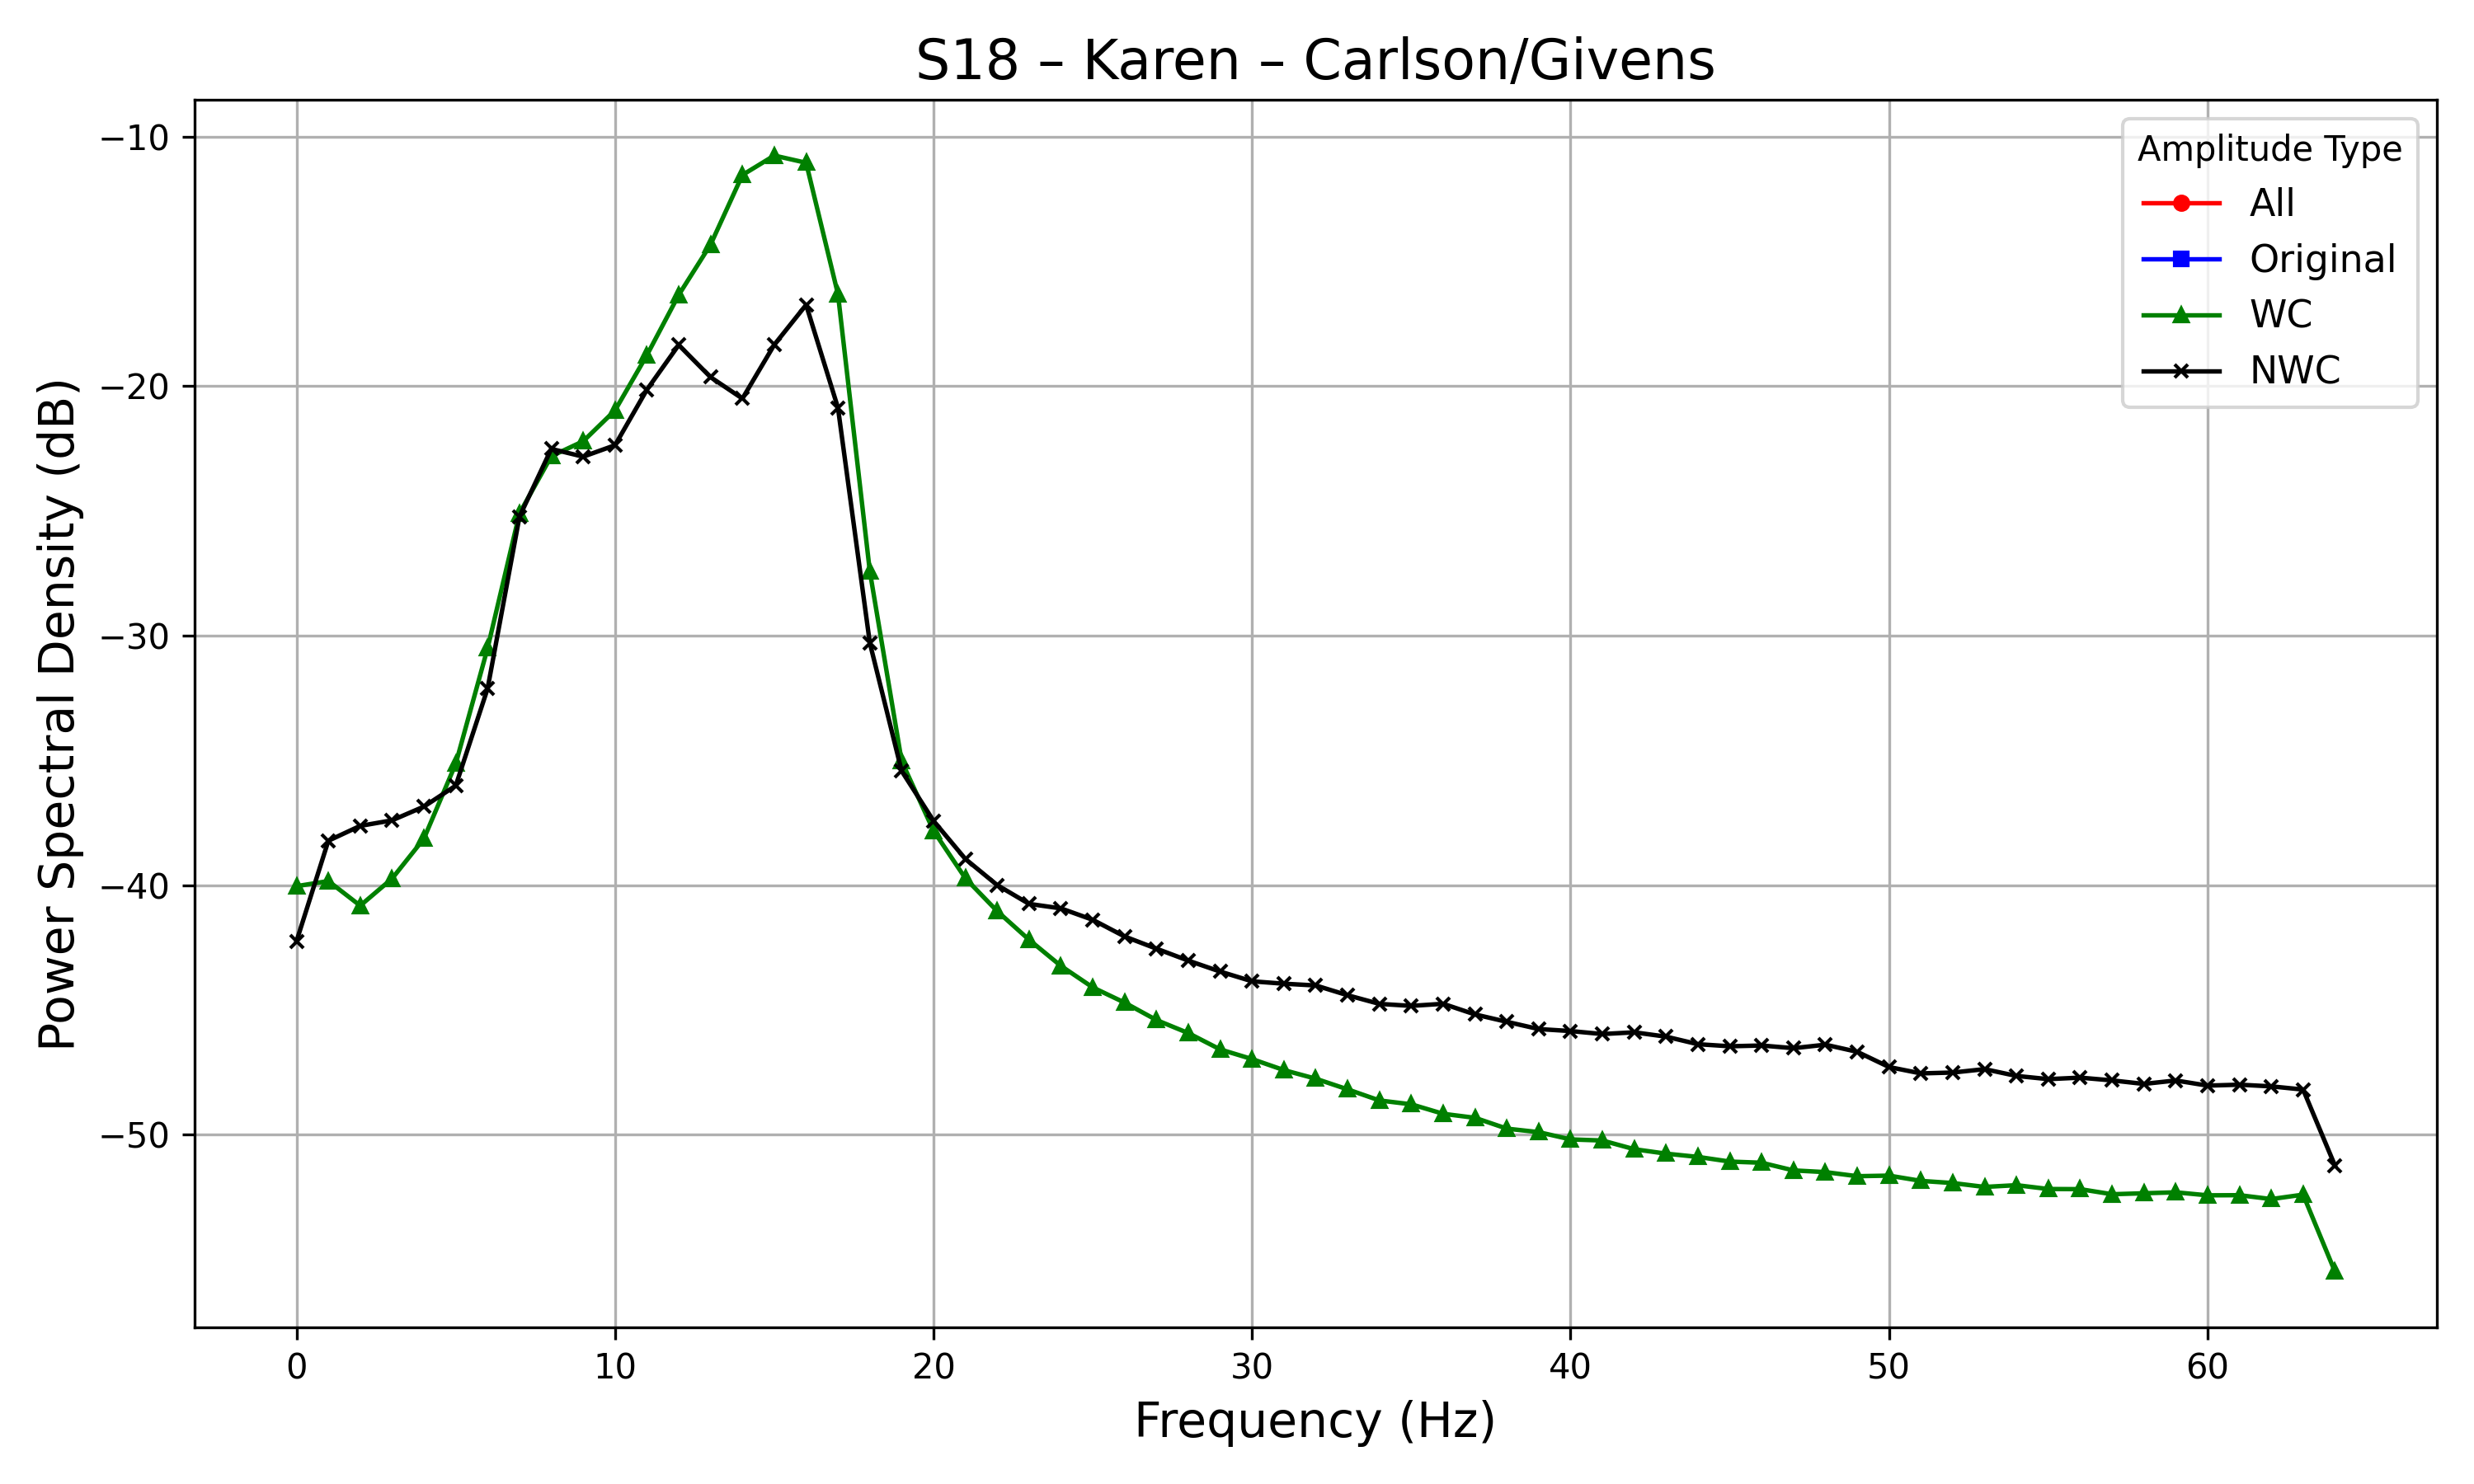 S18 – Karen – Carlson/Givens
Power Spectral Density (dB)
−10
−20
−30
−40
−50
Amplitude Type
All
Original
WC
NWC
0 10 20 30 40 50 60
Frequency (Hz)